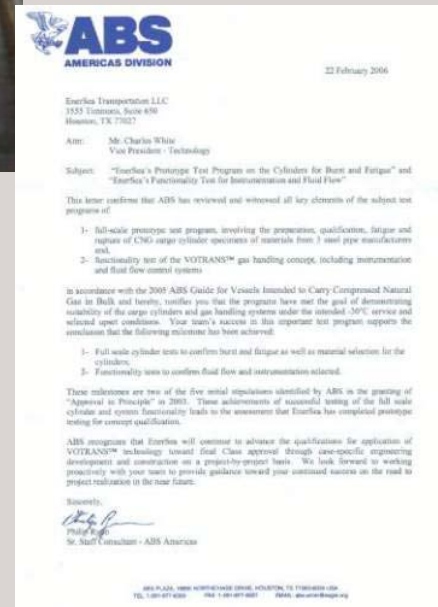 ABS
AMERICAS DIVISION
22 February 2006
EnerSea Transportation LLC
3555 Timmons, Suite 650
Houston, TX 77027
Attn: Mr. Charles White
Vice President - Technology
Subject: "EnerSea's Prototype Test Program on the Cylinders for Burst and Fatigue" and
"EnerSea's Functionality Test for Instrumentation and Fluid Flow"
This letter confirms that ABS has reviewed and witnessed all key elements of the subject test
programs of:
1- full-scale prototype test program, involving the preparation, qualification, fatigue and
rupture of CNG cargo cylinder specimens of materials from 3 steel pipe manufacturers
and,
2- functionality test of the VOTRANS™ gas handling concept, including instrumentation
and fluid flow control systems
in accordance with the 2005 ABS Guide for Vessels Intended to Carry Compressed Natural
Gas in Bulk and hereby, notifies you that the programs have met the goal of demonstrating
suitability of the cargo cylinders and gas handling systems under the intended -30°C service and
selected upset conditions. Your team's success in this important test program supports the
conclusion that the following milestone has been achieved:
1- Full scale cylinder tests to confirm burst and fatigue as well as material selection for the
cylinders;
2- Functionality tests to confirm fluid flow and instrumentation selected.
These milestones are two of the five initial stipulations identified by ABS in the granting of
"Approval in Principle" in 2003. These achievements of successful testing of the full scale
cylinder and system functionality leads to the assessment that EnerSea has completed prototype
testing for concept qualification.
ABS recognizes that EnerSea will continue to advance the qualifications for application of
VOTRANS™ technology toward final Class approval through case-specific engineering
development and construction on a project-by-project basis. We look forward to working
proactively with your team to provide guidance toward your continued success on the road to
project realization in the near future.
Sincerely,
Philip
Sr. Staff Consultant - ABS Americas
ABS PLAZA, DRIVE, HOUSTON, TX USA